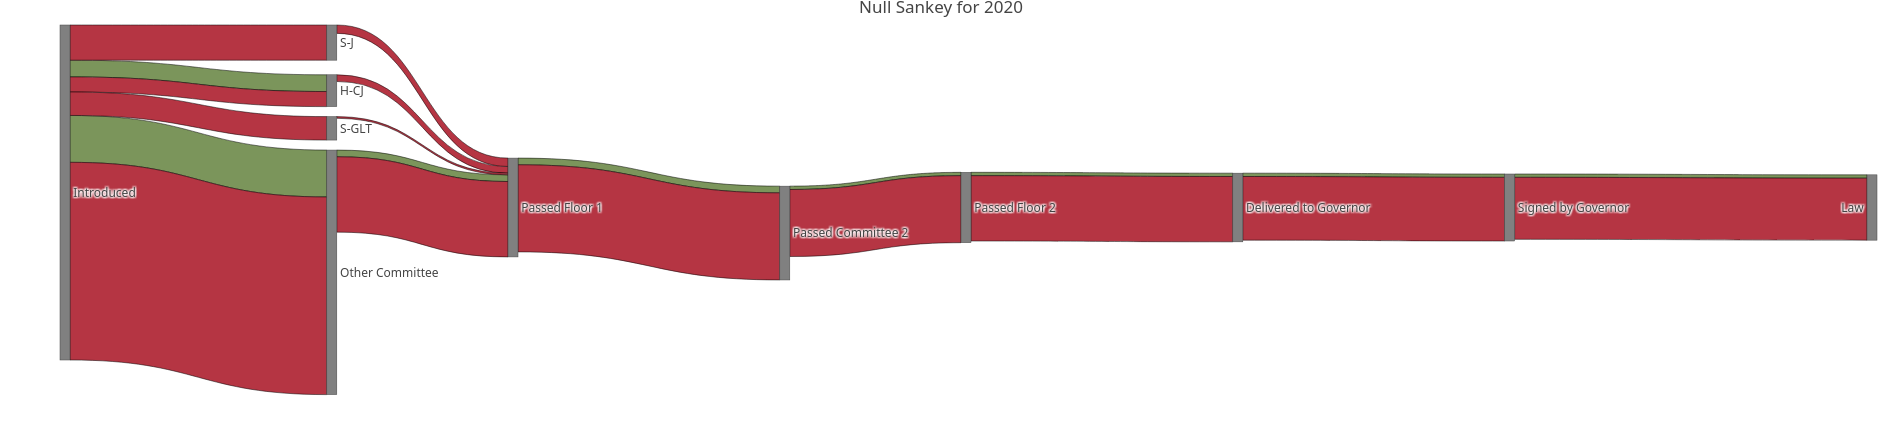 Null Sankey for 2020
S-J
H-CJ
S-GLT
Introduced
Passed Floor 1
Passed Committee 2
Passed Floor 2
Delivered to Governor
Signed by Governor
Law
Other Committee